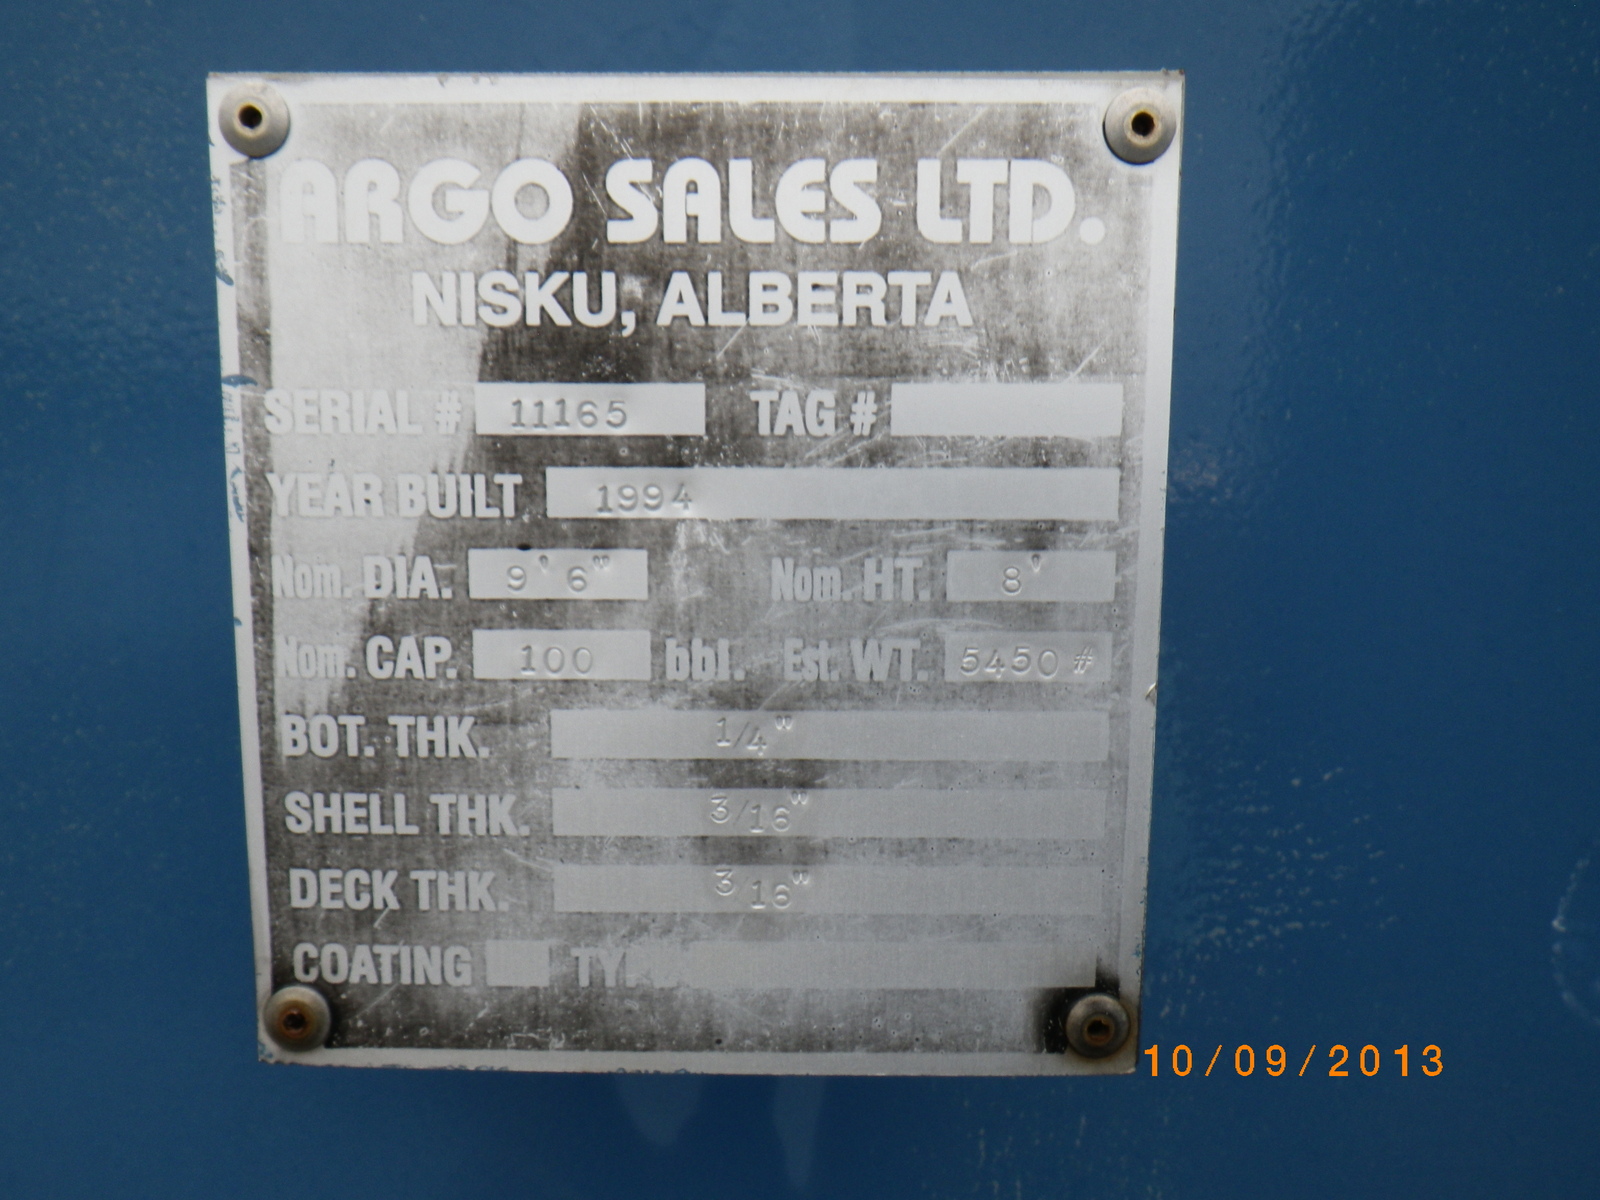 ARGO SALES LTD.
NISKU, ALBERTA
SERIAL # 11165 TAG #
YEAR BUILT 1994
Nom. DIA. 9' 6" Nom. HT. 8'
Nom. CAP. 100 bbl. Est. WT. 5450 #
BOT. THK. 1/4"
SHELL THK. 3/16"
DECK THK. 3 16"
COATING
10/09/2013